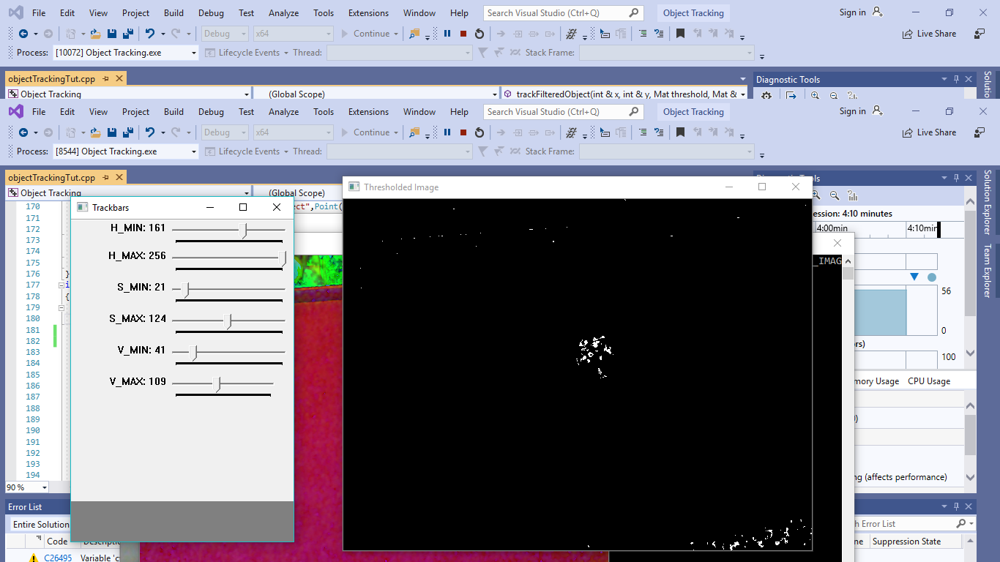 File Edit View Project Build Debug Test Analyze Tools Extensions Window Help Search Visual Studio (Ctrl+Q) Object Tracking Sign in
Debug x64 Continue Live Share
Process: [10072] Object Tracking.exe Lifecycle Events Thread: Stack Frame:
objectTrackingTut.cpp Diagnostic Tools
Object Tracking (Global Scope) trackFilteredObject(int & x, int & y, Mat threshold, Mat &
File Edit View Project Build Debug Test Analyze Tools Extensions Window Help Search Visual Studio (Ctrl+Q) Object Tracking Sign in
Debug x64 Continue Live Share
Process: [8544] Object Tracking.exe Lifecycle Events Thread: Stack Frame:
objectTrackingTut.cpp Tools
Object Tracking (Global Scope)
Thresholded Image
Solution Explorer
Team Explorer
Trackbars
H_MIN: 161
H_MAX: 256
S_MIN: 21
S_MAX: 124
V_MIN: 41
V_MAX: 109
170
171
172
173
174
175
176 }
177
178 {
179
180
181
182
183
184
185
186
187
188
189
190
191
192
193
194
ect",Point(
_IMAG
ession: 4:10 minutes
4:00min 4:10min
56
0
100
mory Usage CPU Usage
ng (affects performance)
90 %
Error List
Entire Solution
h Error List
Code Description
ne Suppression State
C26495 Variable 'c